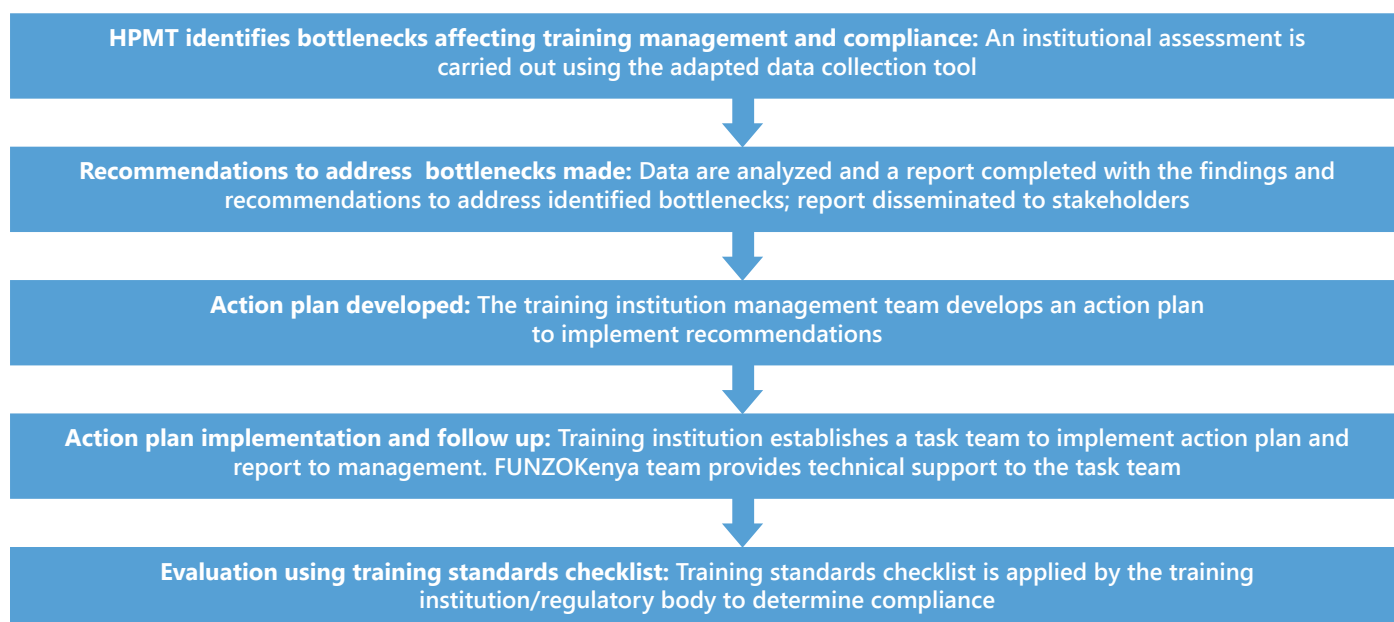 HPMT identifies bottlenecks affecting training management and compliance: An institutional assessment is
carried out using the adapted data collection tool
Recommendations to address bottlenecks made: Data are analyzed and a report completed with the findings and
recommendations to address identified bottlenecks; report disseminated to stakeholders
Action plan developed: The training institution management team develops an action plan
to implement recommendations
Action plan implementation and follow up: Training institution establishes a task team to implement action plan and
report to management. FUNZOKenya team provides technical support to the task team
Evaluation using training standards checklist: Training standards checklist is applied by the training
institution/regulatory body to determine compliance